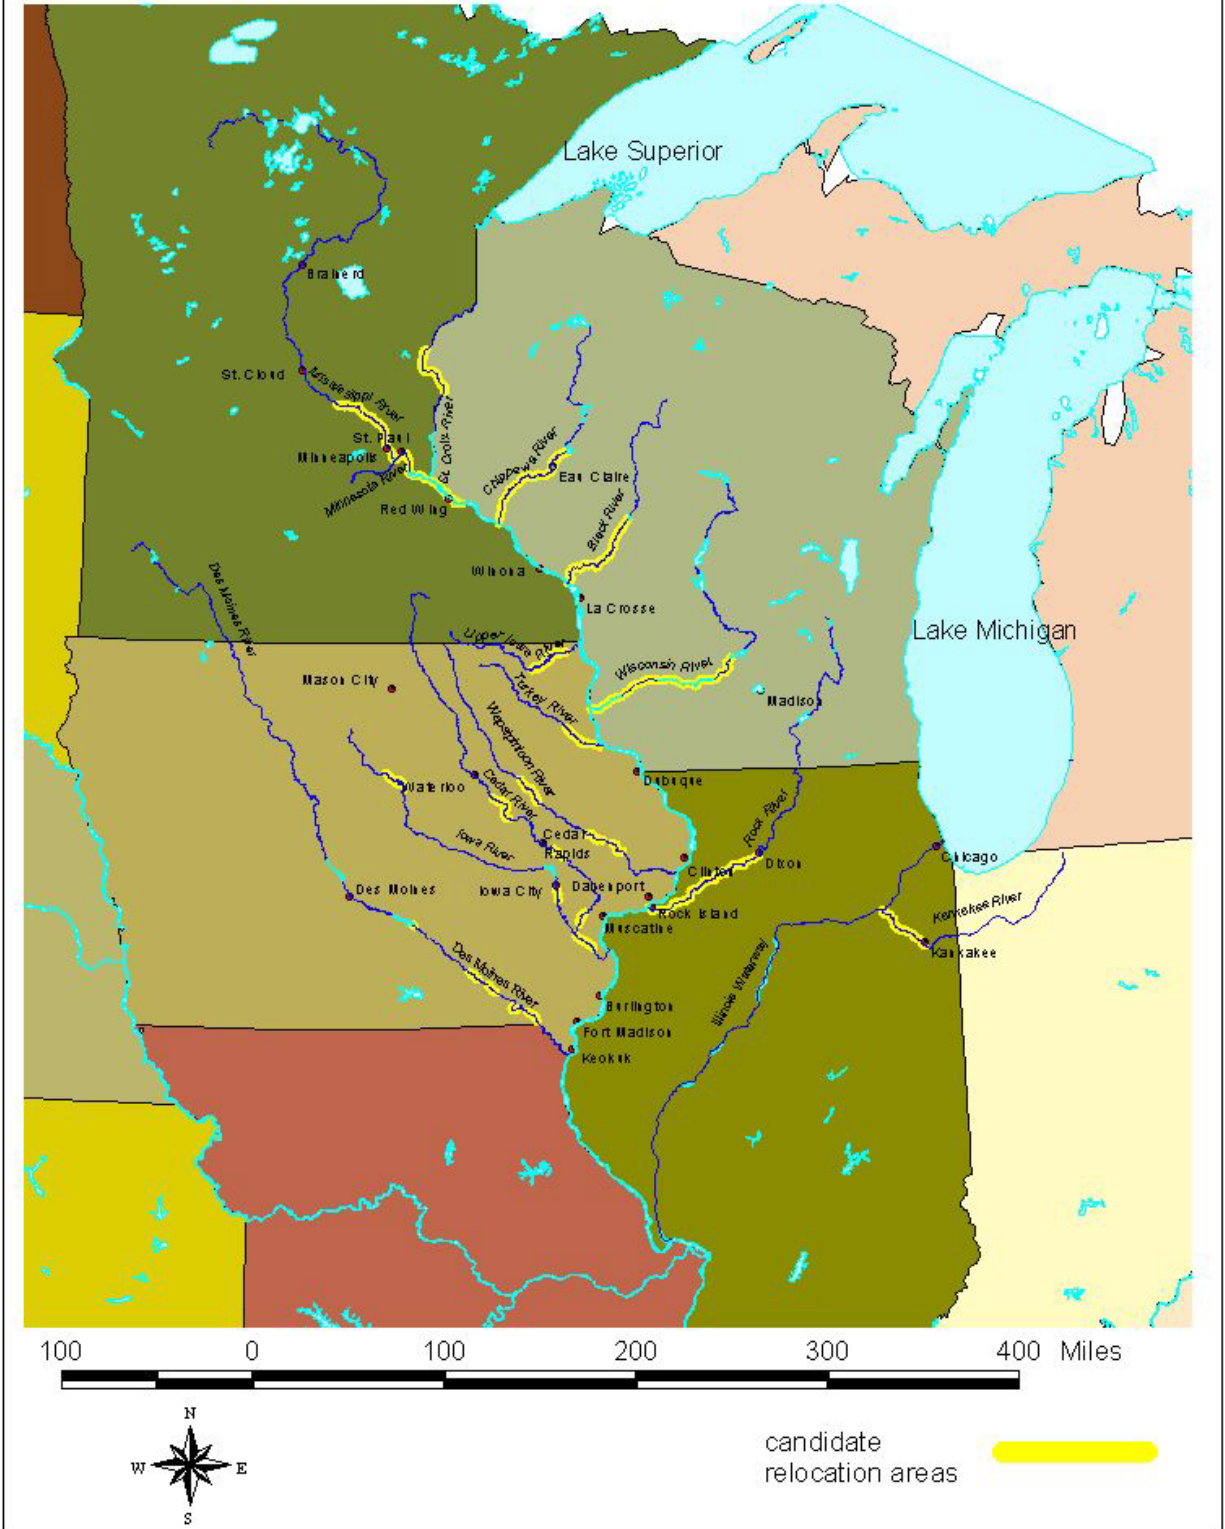 Lake Superior
Brainerd
St. Cloud
Mississippi River
St. Croix River
St. Paul
Minneapolis
Minnesota River
Chippewa River
Eau Claire
Red Wing
Black River
Winona
Des Moines River
La Crosse
Lake Michigan
Upper Iowa River
Wisconsin River
Mason City
Turkey River
Madison
Wapsipinicon River
Dubuque
Waterloo
Cedar River
Rock River
Iowa River
Cedar
Rapids
Chicago
Dixon
Clinton
Des Moines
Iowa City
Davenport
Rock Island
Kankakee River
Muscatine
Kankakee
Des Moines River
Illinois Waterway
Burlington
Fort Madison
Keokuk
100 0 100 200 300 400 Miles
N
W E
S
candidate
relocation areas